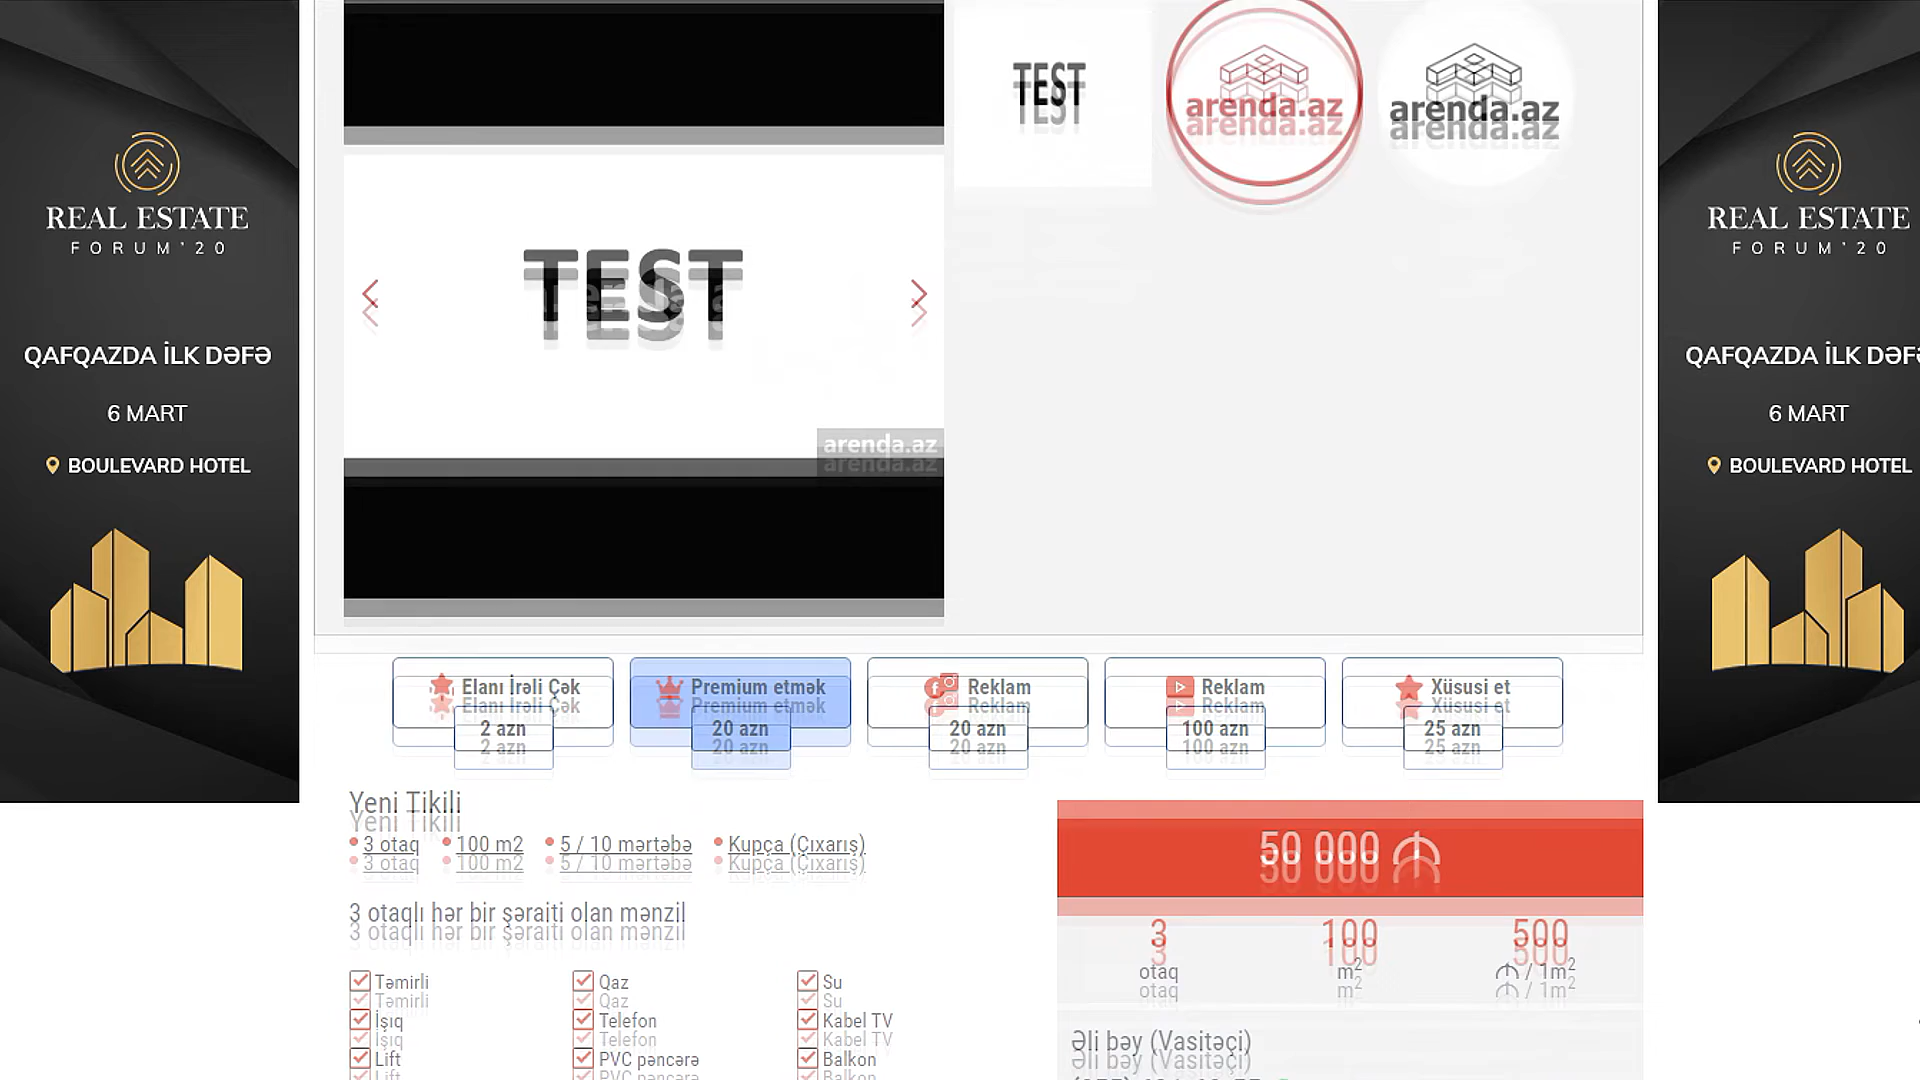 REAL ESTATE
FORUM'20
QAFQAZDA İLK DƏFƏ
6 MART
BOULEVARD HOTEL
TEST
arenda.az
TEST
arenda.az
arenda.az
Elanı İrəli Çək
2 azn
Premium etmək
20 azn
Reklam
20 azn
Reklam
100 azn
Xüsusi et
25 azn
Yeni Tikili
3 otaq
100 m2
5 / 10 mərtəbə
Kupça (Çıxarış)
3 otaqlı hər bir şəraiti olan mənzil
Təmirli
Qaz
Su
İşıq
Telefon
Kabel TV
Lift
PVC pəncərə
Balkon
50 000 ₼
3 100 500
otaq m² ₼ / 1m²
Əli bəy (Vasitəçi)
REAL ESTATE
FORUM'20
QAFQAZDA İLK DƏF
6 MART
BOULEVARD HOTEL